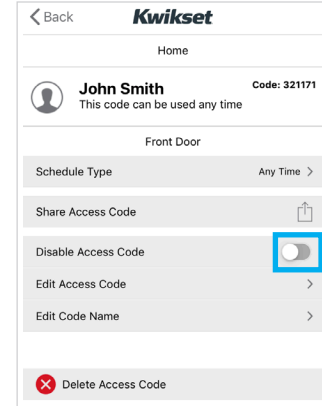 Back Kwikset
Home
John Smith Code: 321171
This code can be used any time
Front Door
Schedule Type Any Time
Share Access Code
Disable Access Code
Edit Access Code
Edit Code Name
Delete Access Code